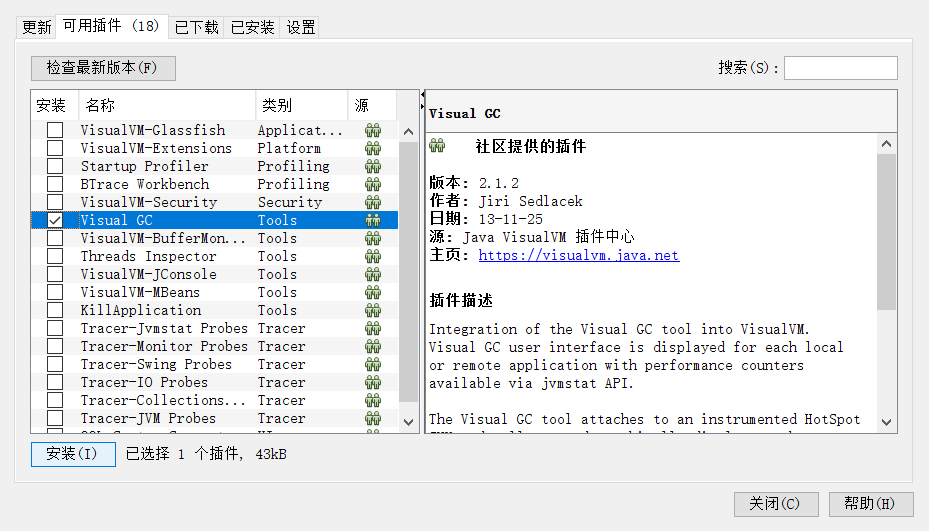 更新 可用插件 (18) 已下载 已安装 设置
检查最新版本(F) 搜索(S):
安装 名称 类别 源
VisualVM-Glassfish Applicat...
VisualVM-Extensions Platform
Startup Profiler Profiling
BTrace Workbench Profiling
VisualVM-Security Security
Visual GC Tools
VisualVM-BufferMon... Tools
Threads Inspector Tools
VisualVM-JConsole Tools
VisualVM-MBeans Tools
KillApplication Tools
Tracer-Jvmstat Probes Tracer
Tracer-Monitor Probes Tracer
Tracer-Swing Probes Tracer
Tracer-IO Probes Tracer
Tracer-Collections... Tracer
Tracer-JVM Probes Tracer
Visual GC
社区提供的插件
版本: 2.1.2
作者: Jiri Sedlacek
日期: 13-11-25
源: Java VisualVM 插件中心
主页: https://visualvm.java.net
插件描述
Integration of the Visual GC tool into VisualVM.
Visual GC user interface is displayed for each local
or remote application with performance counters
available via jvmstat API.
The Visual GC tool attaches to an instrumented HotSpot
安装(I) 已选择 1 个插件, 43kB
关闭(C) 帮助(H)